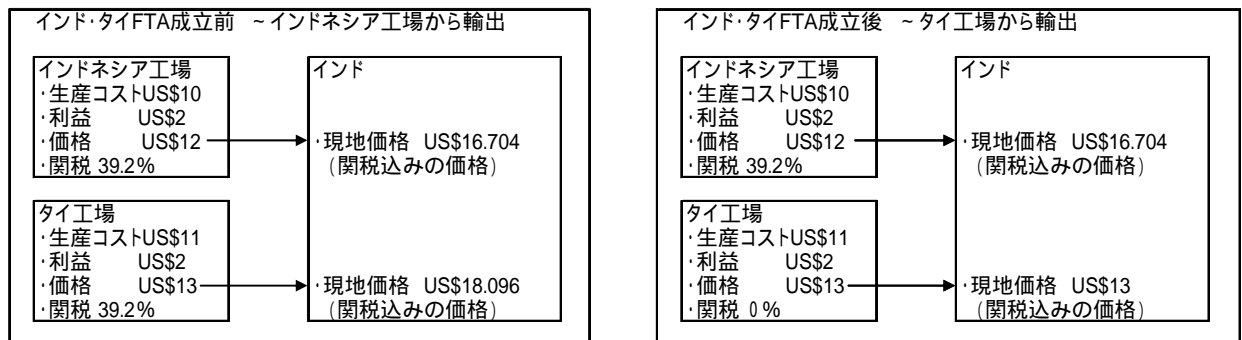 インド・タイFTA成立前 ~インドネシア工場から輸出
インドネシア工場
・生産コストUS$10
・利益 US$2
・価格 US$12
・関税 39.2%
インド
・現地価格 US$16.704
(関税込みの価格)
タイ工場
・生産コストUS$11
・利益 US$2
・価格 US$13
・関税 39.2%
・現地価格 US$18.096
(関税込みの価格)
インド・タイFTA成立後 ~タイ工場から輸出
インドネシア工場
・生産コストUS$10
・利益 US$2
・価格 US$12
・関税 39.2%
インド
・現地価格 US$16.704
(関税込みの価格)
タイ工場
・生産コストUS$11
・利益 US$2
・価格 US$13
・関税 0%
・現地価格 US$13
(関税込みの価格)